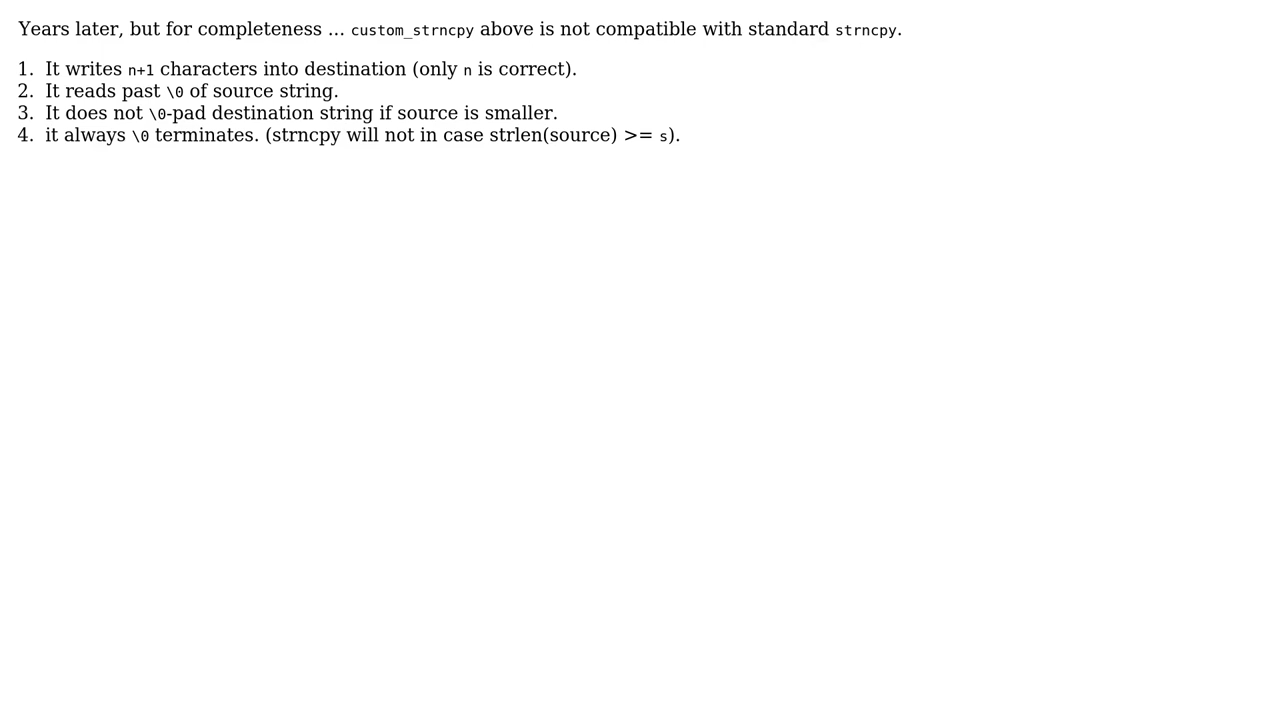 Years later, but for completeness ... custom_strncpy above is not compatible with standard strncpy.
1. It writes n+1 characters into destination (only n is correct).
2. It reads past \0 of source string.
3. It does not \0-pad destination string if source is smaller.
4. it always \0 terminates. (strncpy will not in case strlen(source) >= s).